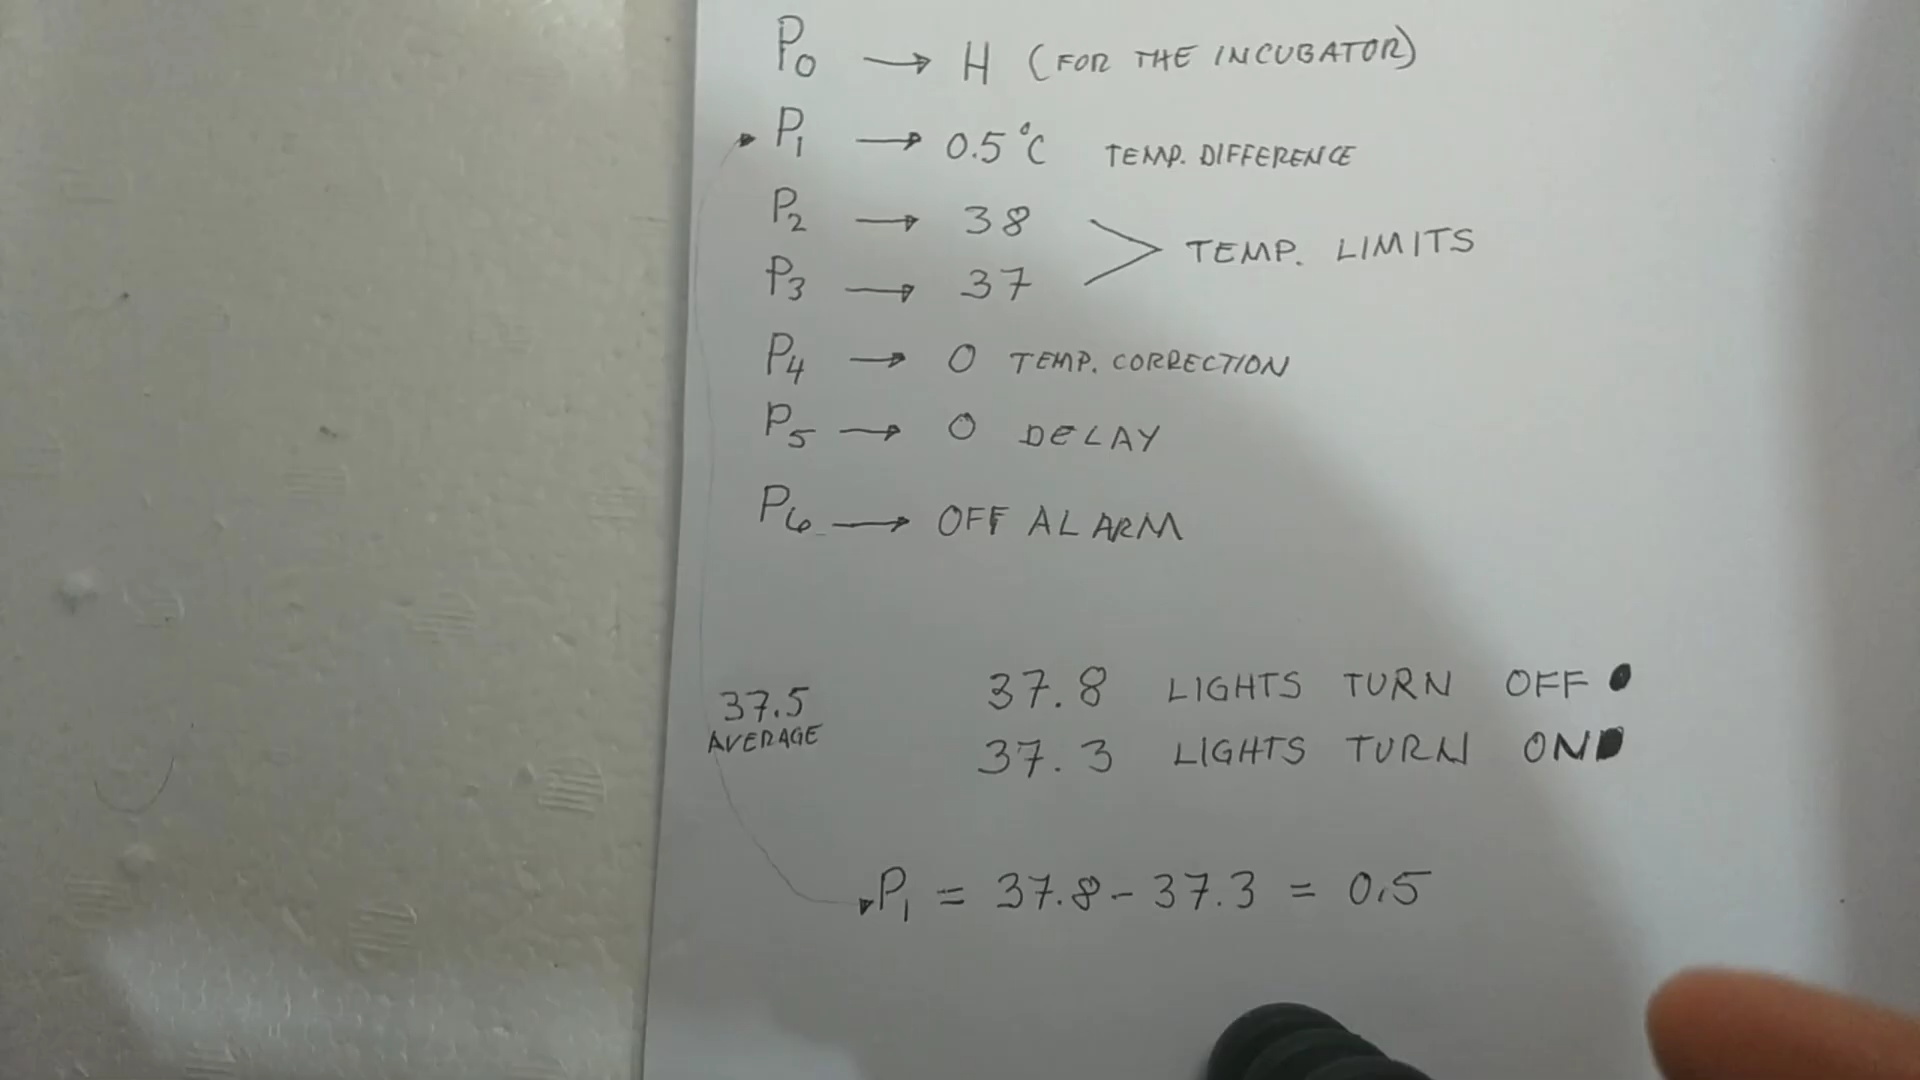 P0 → H (FOR THE INCUBATOR)
P1 → 0.5°C TEMP. DIFFERENCE
P2 → 38
P3 → 37
TEMP. LIMITS
P4 → 0 TEMP. CORRECTION
P5 → 0 DELAY
P6 → OFF ALARM
37.5
AVERAGE
37.8 LIGHTS TURN OFF
37.3 LIGHTS TURN ON
P1 = 37.8 - 37.3 = 0.5